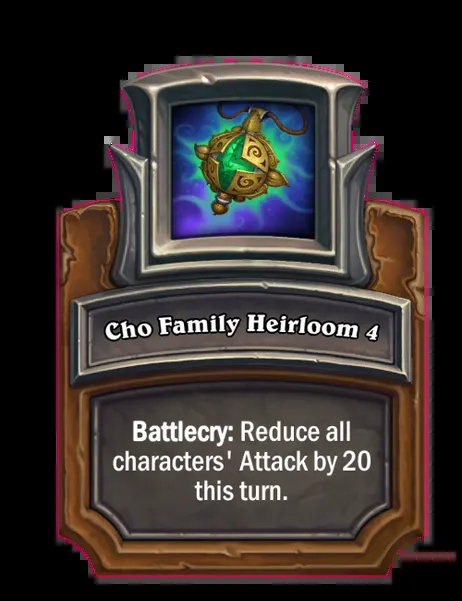 Cho Family Heirloom 4
Battlecry: Reduce all
characters' Attack by 20
this turn.